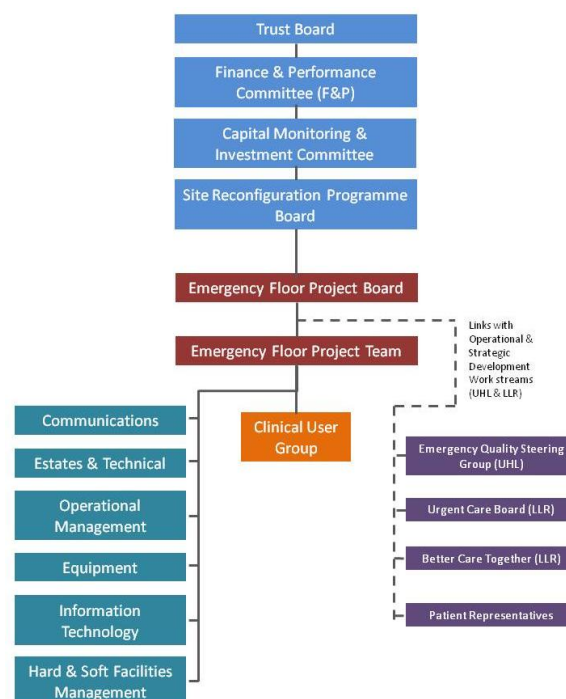 Trust Board
Finance & Performance
Committee (F&P)
Capital Monitoring &
Investment Committee
Site Reconfiguration Programme
Board
Emergency Floor Project Board
Links with
Operational &
Strategic
Development
Work streams
(UHL & LLR)
Emergency Floor Project Team
Communications
Estates & Technical
Operational
Management
Equipment
Information
Technology
Hard & Soft Facilities
Management
Clinical User
Group
Emergency Quality Steering
Group (UHL)
Urgent Care Board (LLR)
Better Care Together (LLR)
Patient Representatives